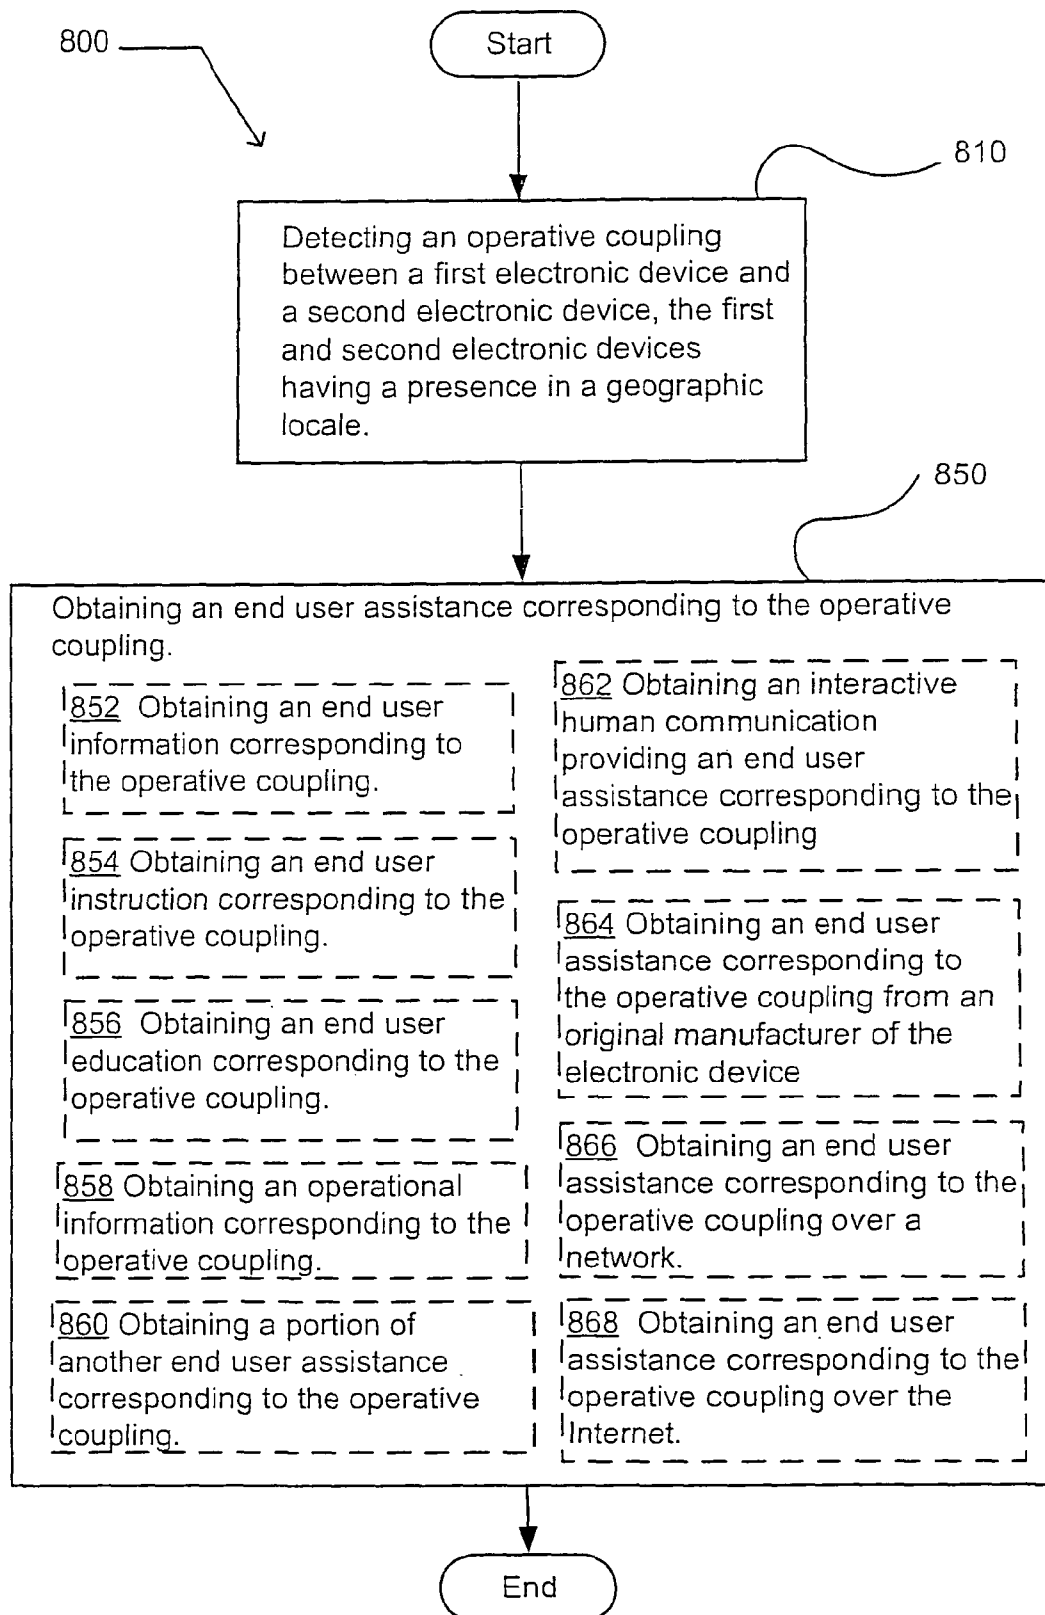 800
Start
810
Detecting an operative coupling
between a first electronic device and
a second electronic device, the first
and second electronic devices
having a presence in a geographic
locale.
850
Obtaining an end user assistance corresponding to the operative
coupling.
852 Obtaining an end user
information corresponding to
the operative coupling.
854 Obtaining an end user
instruction corresponding to the
operative coupling.
856 Obtaining an end user
education corresponding to the
operative coupling.
858 Obtaining an operational
information corresponding to the
operative coupling.
860 Obtaining a portion of
another end user assistance
corresponding to the operative
coupling.
862 Obtaining an interactive
human communication
providing an end user
assistance corresponding to the
operative coupling
864 Obtaining an end user
assistance corresponding to
the operative coupling from an
original manufacturer of the
electronic device
866 Obtaining an end user
assistance corresponding to the
operative coupling over a
network.
868 Obtaining an end user
assistance corresponding to the
operative coupling over the
Internet.
End